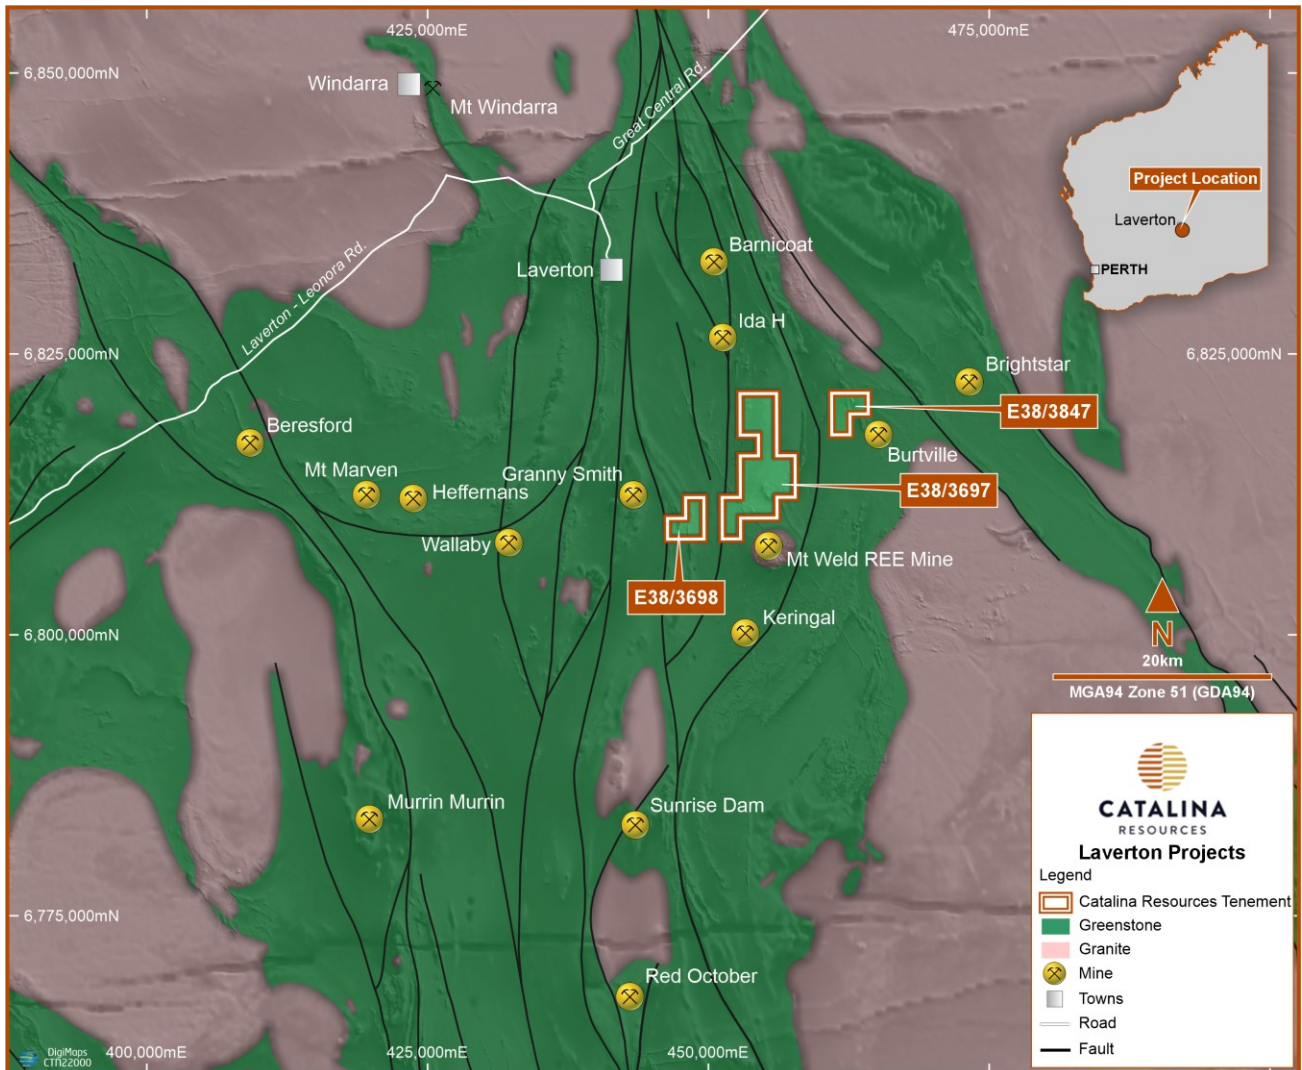 425,000mE
475,000mE
6,850,000mN
Windarra
Mt Windarra
Great Central Rd.
Project Location
Laverton
PERTH
Barnicoat
Laverton
Laverton - Leonora Rd.
Ida H
6,825,000mN
6,825,000mN
Brightstar
E38/3847
Beresford
Burtville
Mt Marven
Heffernans
Granny Smith
E38/3697
Wallaby
Mt Weld REE Mine
E38/3698
Keringal
6,800,000mN
N
20km
MGA94 Zone 51 (GDA94)
Murrin Murrin
Sunrise Dam
CATALINA
RESOURCES
Laverton Projects
Legend
Catalina Resources Tenement
Greenstone
Granite
Mine
Towns
Road
Fault
6,775,000mN
Red October
DigiMaps
CTR22000
400,000mE
425,000mE
450,000mE